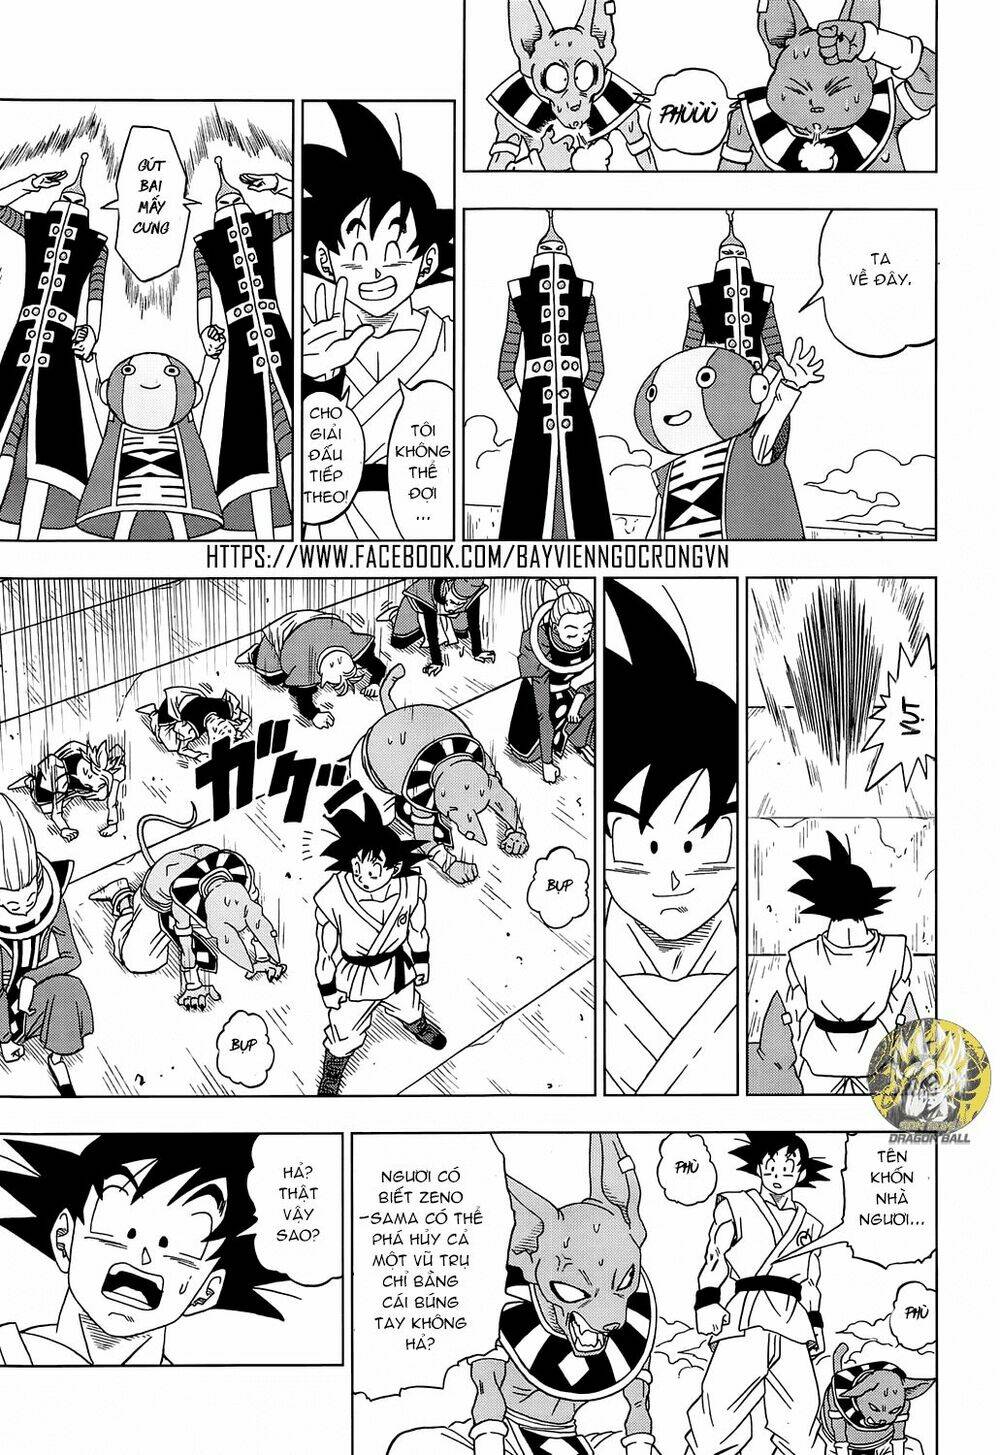 PHÙÙÙ
TA
VỀ ĐÂY.
TÔI
KHÔNG
THỂ
ĐỢI
...
CHO
GIẢI
ĐẤU
TIẾP
THEO!
GÚT
BAI
MẤY
CƯNG
HTTPS://WWW.FACEBOOK.COM/BAYVIENNGOCRONGVN
VỤT
ガクッ
BỤP
BỤP
TÊN
KHỐN
NHÀ
NGƯƠI...
PHÙ
PHÙ
NGƯƠI CÓ
BIẾT ZENO
-SAMA CÓ THỂ
PHÁ HỦY CẢ
MỘT VŨ TRỤ
CHỈ BẰNG
CÁI BÚNG
TAY KHÔNG
HẢ?
HẢ?
THẬT
VẬY
SAO?
DRAGON BALL